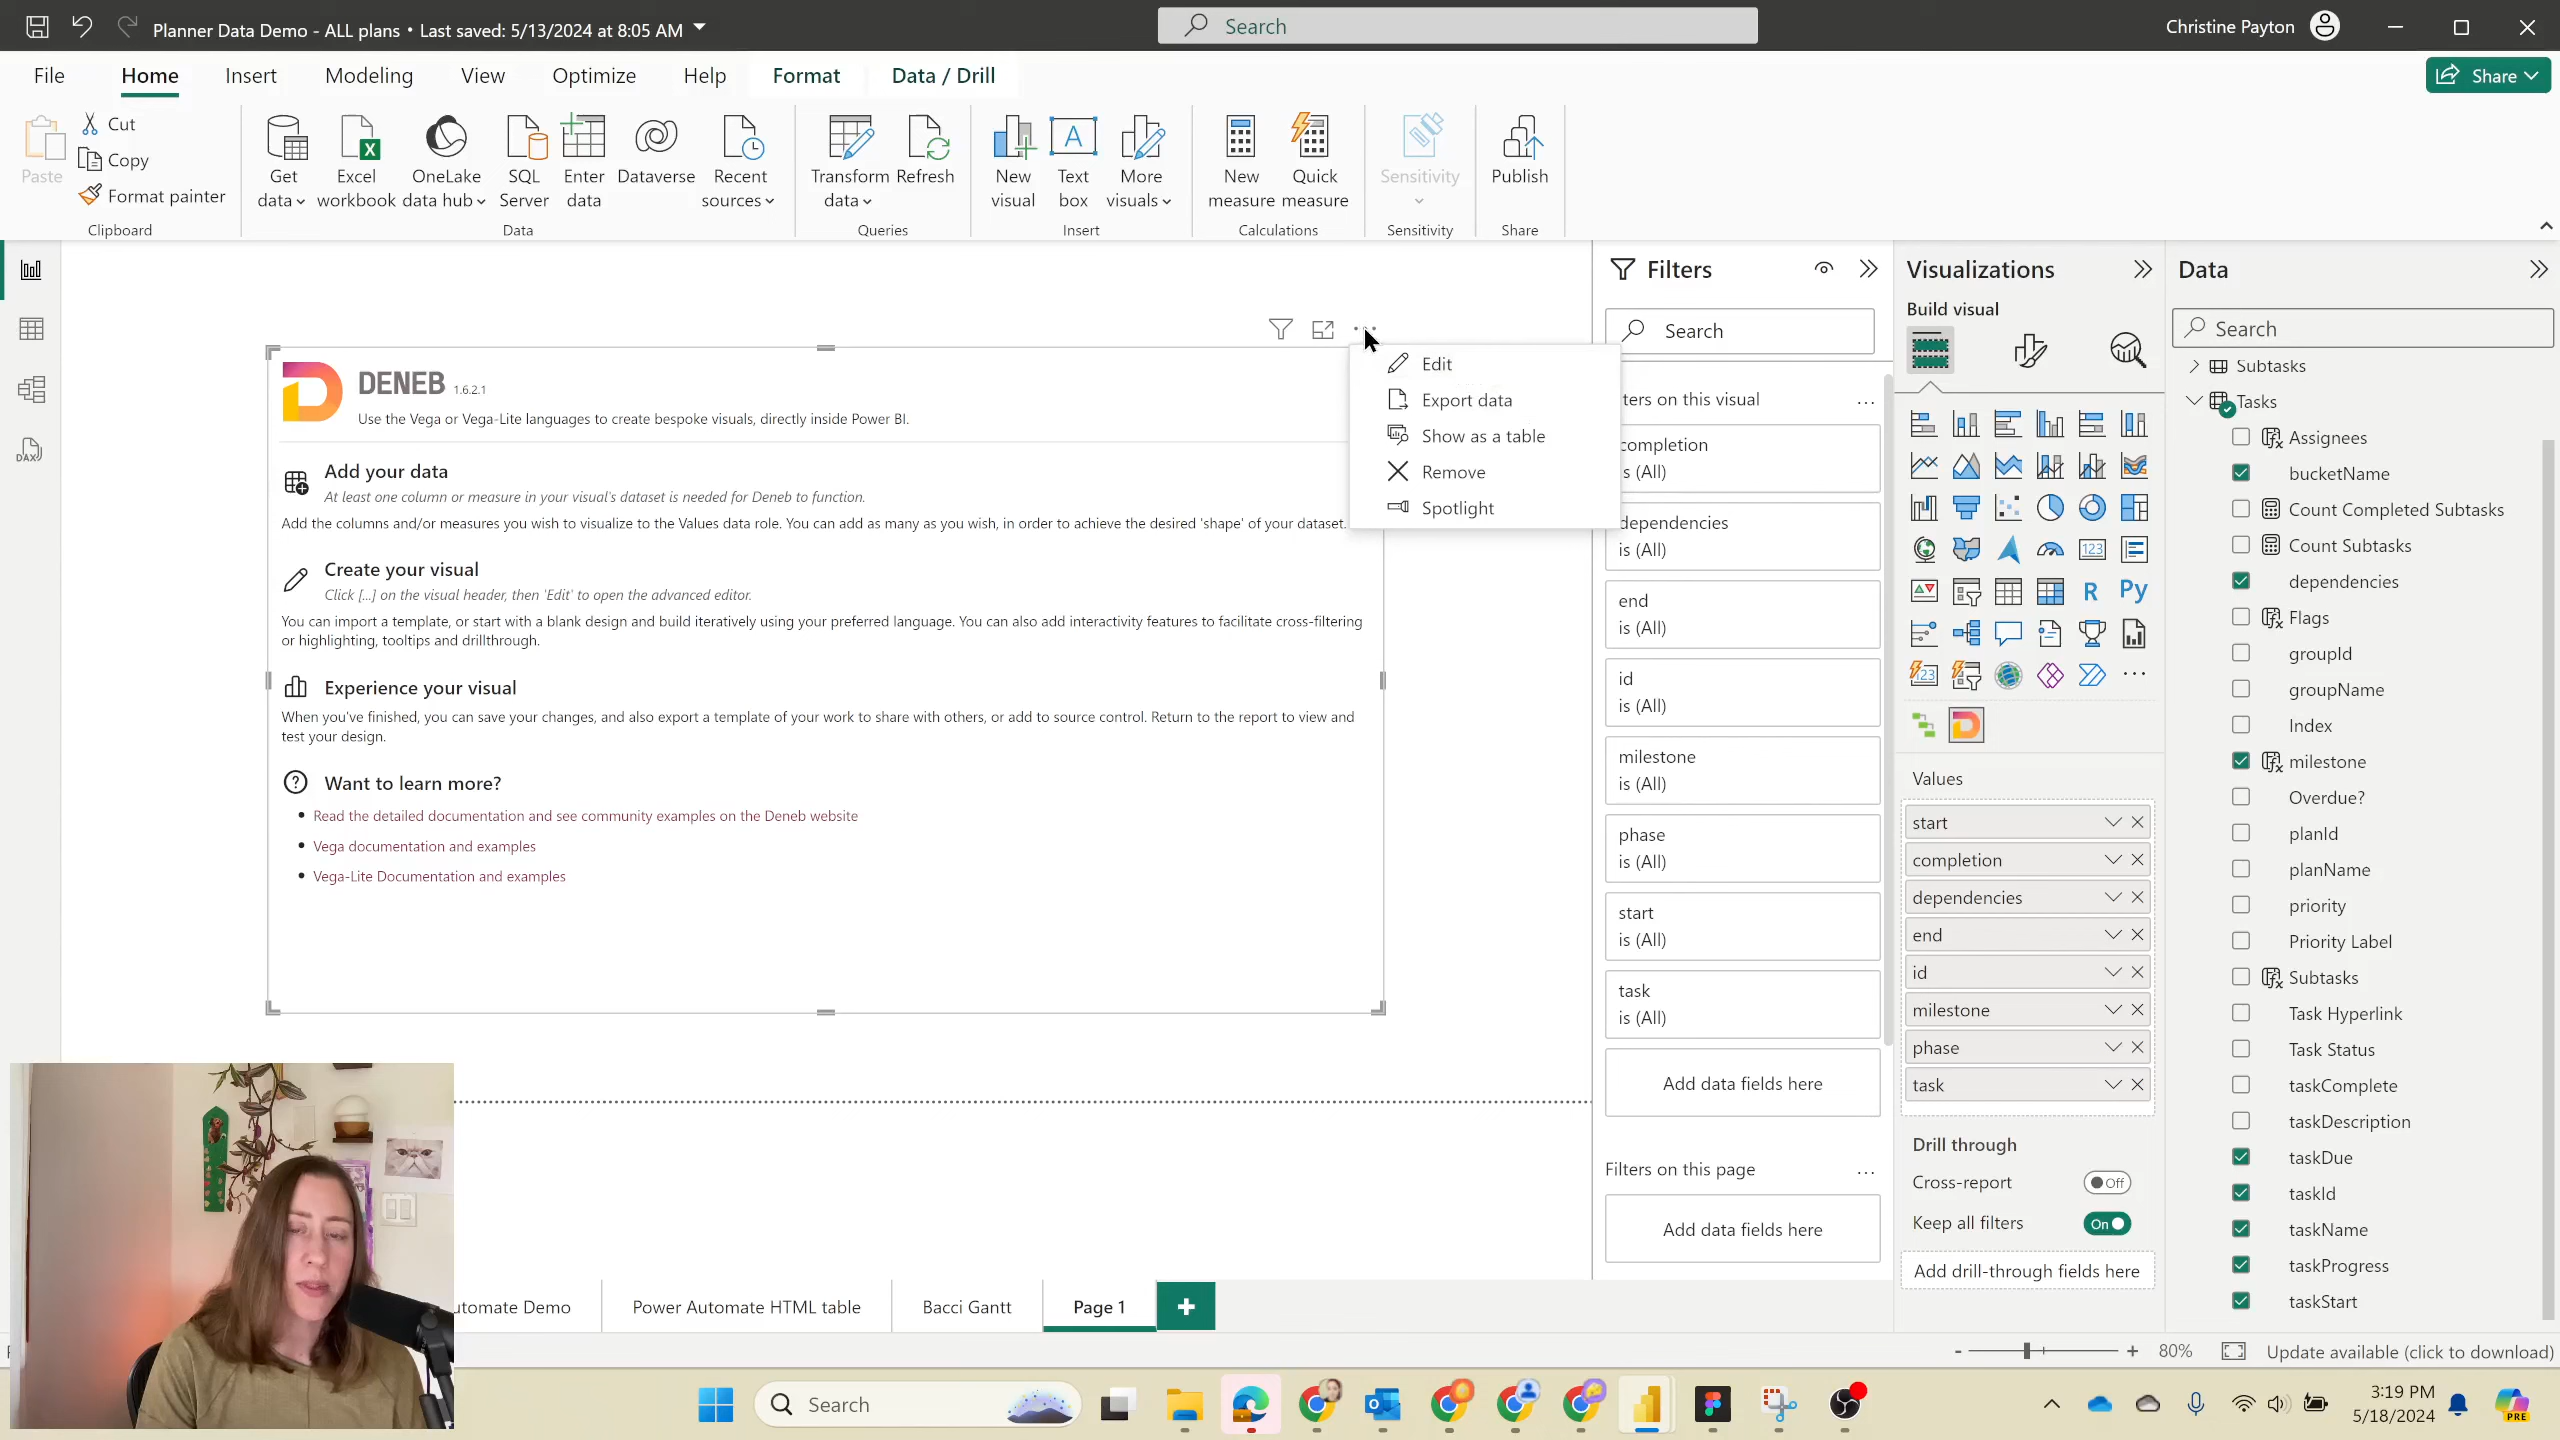 Planner Data Demo - ALL plans • Last saved: 5/13/2024 at 8:05 AM
Search
Christine Payton
File
Home
Insert
Modeling
View
Optimize
Help
Format
Data / Drill
Share
Paste
Cut
Copy
Format painter
Clipboard
Get data
Excel workbook
OneLake data hub
SQL Server
Enter data
Dataverse
Recent sources
Data
Transform data
Refresh
Queries
New visual
Text box
More visuals
Insert
New measure
Quick measure
Calculations
Sensitivity
Sensitivity
Publish
Share
DENEB 1.6.2.1
Use the Vega or Vega-Lite languages to create bespoke visuals, directly inside Power BI.
Add your data
At least one column or measure in your visual's dataset is needed for Deneb to function.
Add the columns and/or measures you wish to visualize to the Values data role. You can add as many as you wish, in order to achieve the desired 'shape' of your dataset.
Create your visual
Click [...] on the visual header, then 'Edit' to open the advanced editor.
You can import a template, or start with a blank design and build iteratively using your preferred language. You can also add interactivity features to facilitate cross-filtering
or highlighting, tooltips and drillthrough.
Experience your visual
When you've finished, you can save your changes, and also export a template of your work to share with others, or add to source control. Return to the report to view and
test your design.
Want to learn more?
• Read the detailed documentation and see community examples on the Deneb website
• Vega documentation and examples
• Vega-Lite Documentation and examples
Edit
Export data
Show as a table
Remove
Spotlight
Filters
Search
ters on this visual
completion
is (All)
dependencies
is (All)
end
is (All)
id
is (All)
milestone
is (All)
phase
is (All)
start
is (All)
task
is (All)
Add data fields here
Filters on this page
Add data fields here
Visualizations
Build visual
123
R
Py
123
Values
start
completion
dependencies
end
id
milestone
phase
task
Drill through
Cross-report
Off
Keep all filters
On
Add drill-through fields here
Data
Search
Subtasks
Tasks
Assignees
bucketName
Count Completed Subtasks
Count Subtasks
dependencies
Flags
groupId
groupName
Index
milestone
Overdue?
planId
planName
priority
Priority Label
Subtasks
Task Hyperlink
Task Status
taskComplete
taskDescription
taskDue
taskId
taskName
taskProgress
taskStart
DAX
utomate Demo
Power Automate HTML table
Bacci Gantt
Page 1
80%
Update available (click to download)
Search
3:19 PM
5/18/2024
PRE